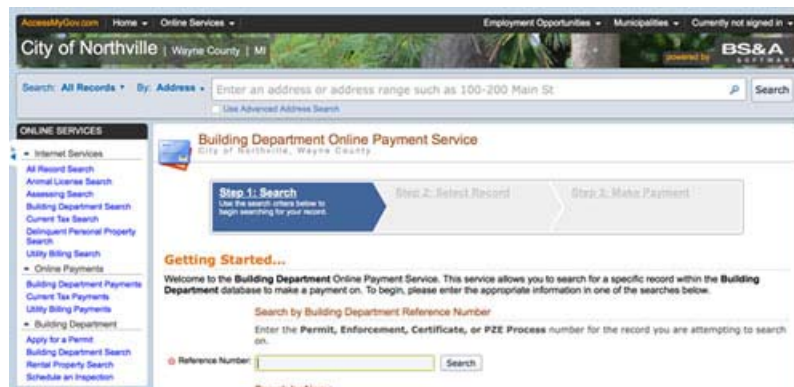 AccessMyGov.com Home Online Services Employment Opportunities Municipalities Currently not signed in
City of Northville | Wayne County | MI powered by BS&A SOFTWARE
Search: All Records By: Address Enter an address or address range such as 100-200 Main St Search
Use Advanced Address Search
ONLINE SERVICES
Internet Services
All Record Search
Animal License Search
Assessing Search
Building Department Search
Current Tax Search
Delinquent Personal Property
Search
Utility Billing Search
Online Payments
Building Department Payments
Current Tax Payments
Utility Billing Payments
Building Department
Apply for a Permit
Building Department Search
Rental Property Search
Schedule an Inspection
Building Department Online Payment Service
City of Northville, Wayne County
Step 1: Search
Use the search criteria below to
begin searching for your record.
Step 2: Select Record
Step 3: Make Payment
Getting Started...
Welcome to the Building Department Online Payment Service. This service allows you to search for a specific record within the Building
Department database to make a payment on. To begin, please enter the appropriate information in one of the searches below.
Search by Building Department Reference Number
Enter the Permit, Enforcement, Certificate, or PZE Process number for the record you are attempting to search
on.
Reference Number: Search